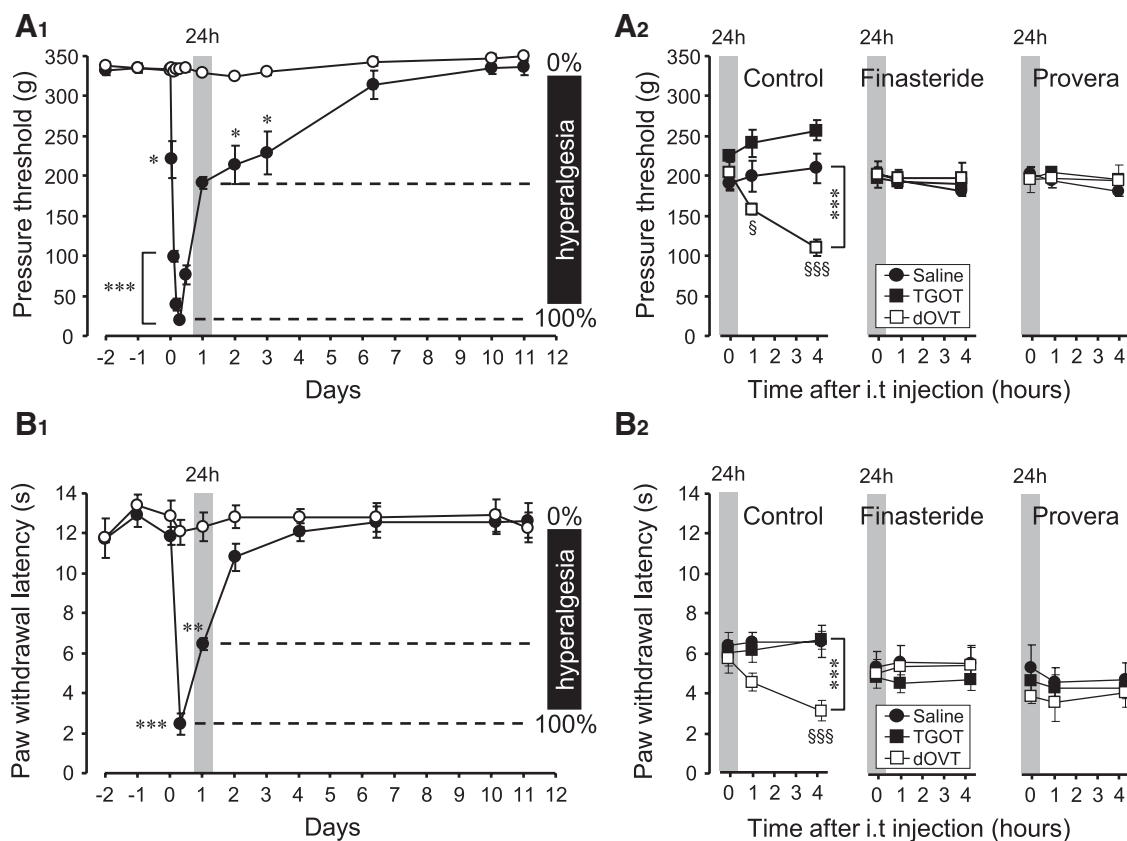 A1
24h
Pressure threshold (g)
350
300
250
200
150
100
50
0
*
***
*
*
0%
hyperalgesia
100%
-2 -1 0 1 2 3 4 5 6 7 8 9 10 11 12
Days
A2
24h
24h
24h
Pressure threshold (g)
350
300
250
200
150
100
50
0
Control
Finasteride
Provera
***
§
§§§
Saline
TGOT
dOVT
0 1 2 3 4
0 1 2 3 4
0 1 2 3 4
Time after i.t injection (hours)
B1
24h
Paw withdrawal latency (s)
14
12
10
8
6
4
2
0
**
***
0%
hyperalgesia
100%
-2 -1 0 1 2 3 4 5 6 7 8 9 10 11 12
Days
B2
24h
24h
24h
Paw withdrawal latency (s)
14
12
10
8
6
4
2
0
Control
Finasteride
Provera
***
§§§
Saline
TGOT
dOVT
0 1 2 3 4
0 1 2 3 4
0 1 2 3 4
Time after i.t injection (hours)